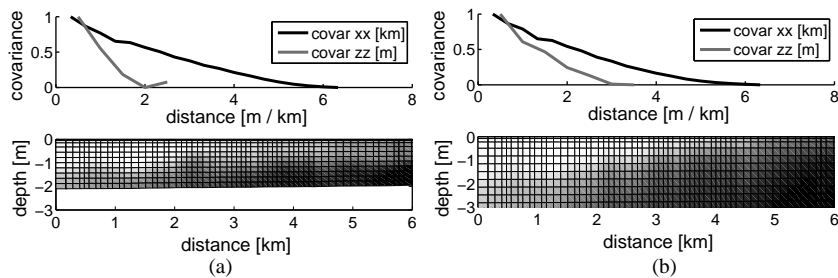 covariance
1
0.5
0
covar xx [km]
covar zz [m]
0 2 4 6 8
distance [m / km]
depth [m]
0
−1
−2
−3
0 1 2 3 4 5 6
distance [km]
(a)
covariance
1
0.5
0
covar xx [km]
covar zz [m]
0 2 4 6 8
distance [m / km]
depth [m]
0
−1
−2
−3
0 1 2 3 4 5 6
distance [km]
(b)